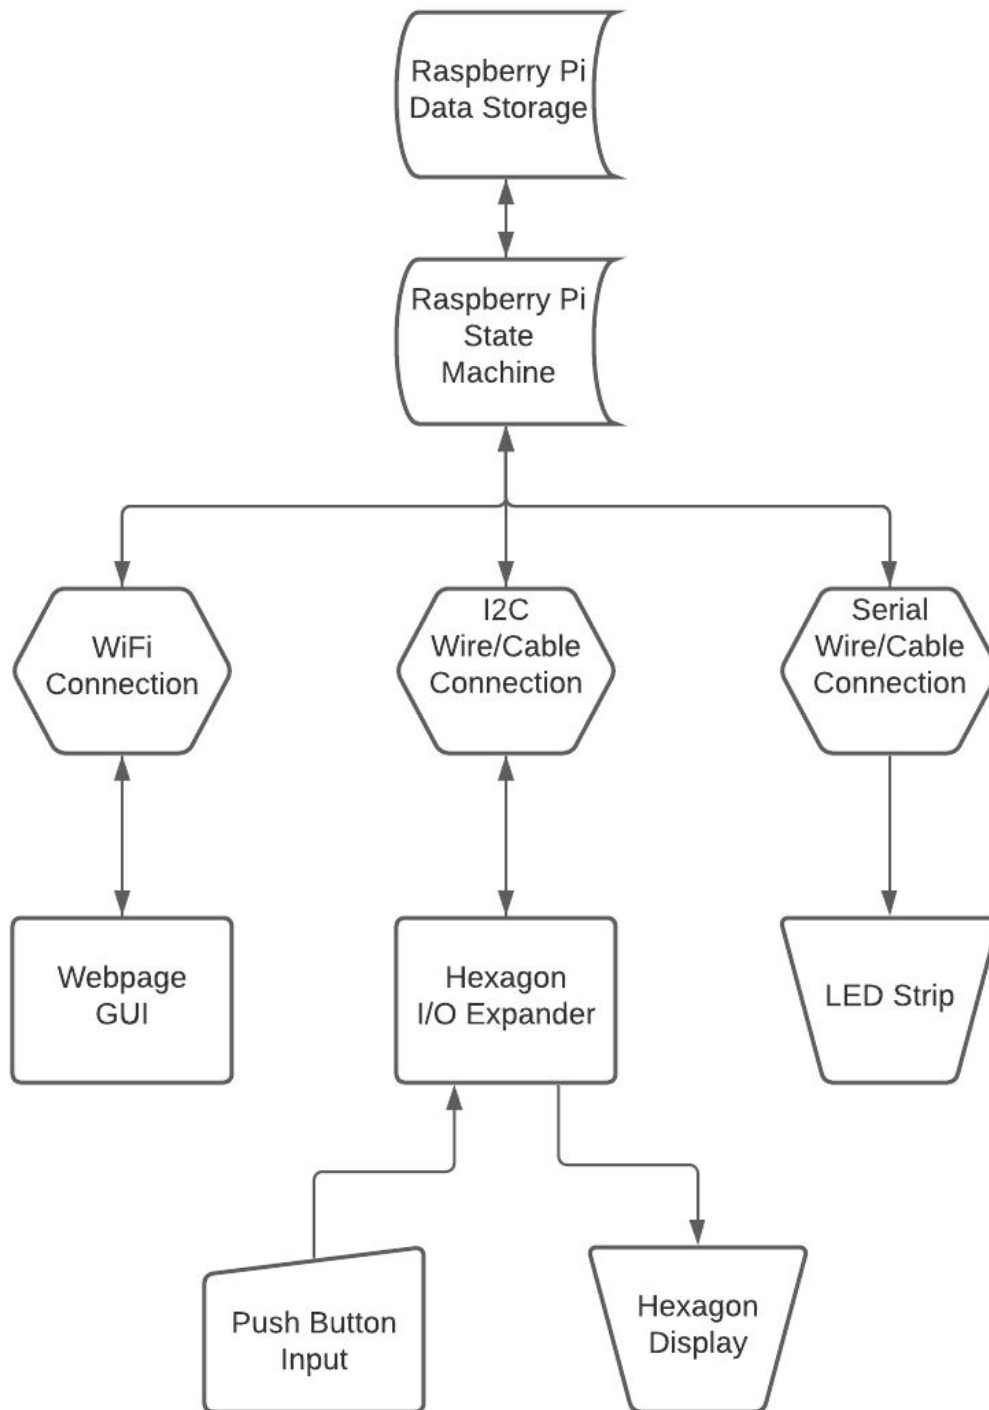 Raspberry Pi
Data Storage
Raspberry Pi
State
Machine
WiFi
Connection
I2C
Wire/Cable
Connection
Serial
Wire/Cable
Connection
Webpage
GUI
Hexagon
I/O Expander
LED Strip
Push Button
Input
Hexagon
Display